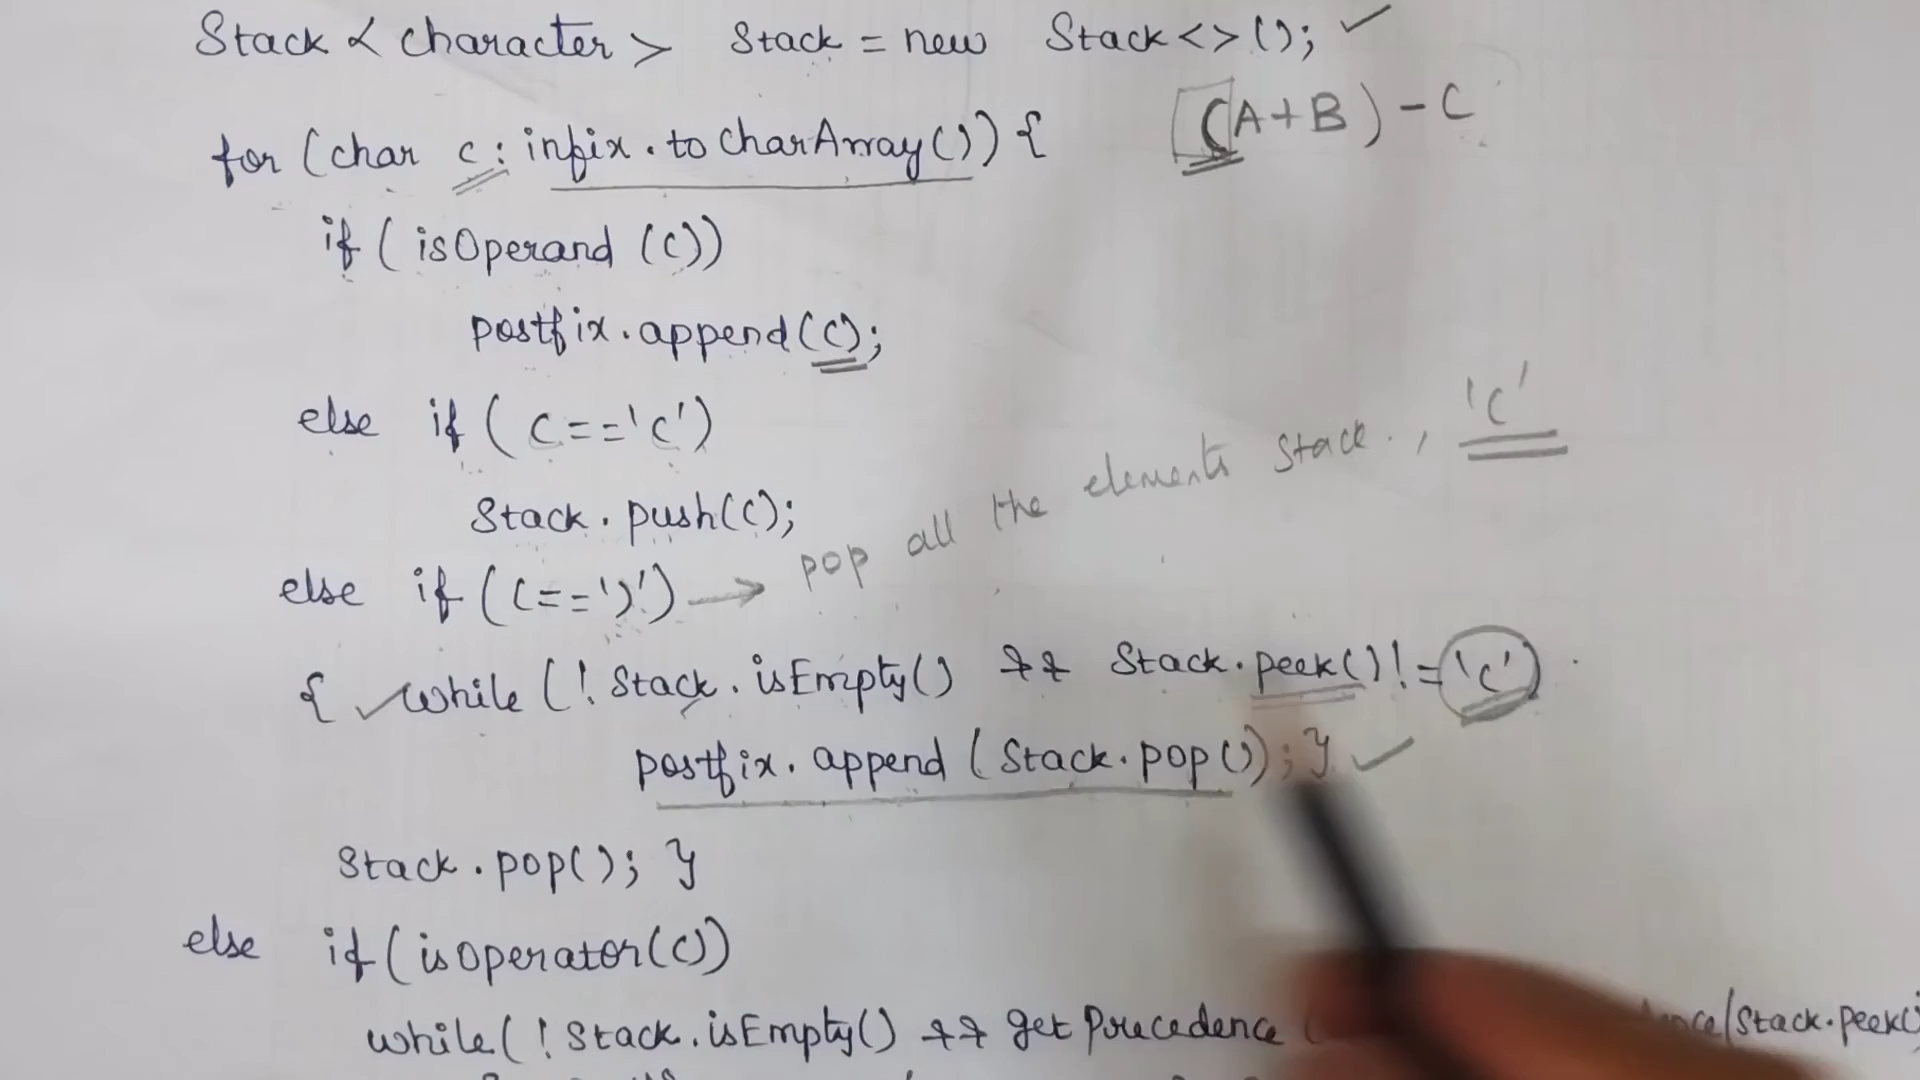 Stack < character > Stack = new Stack<>();
for (char c : infix.toCharArray()) {
(A+B)-C
if ( isOperand (c))
postfix.append(c);
else if ( c=='(')
Stack.push(c);
else if (c==')') → pop all the elements stack., '('
{ while ( ! Stack.isEmpty() && Stack.peek() != '(')
postfix.append ( Stack.pop() ); }
Stack.pop(); }
else if ( isOperator(c))
while ( ! Stack.isEmpty() && get Precedence (Stack.peek()